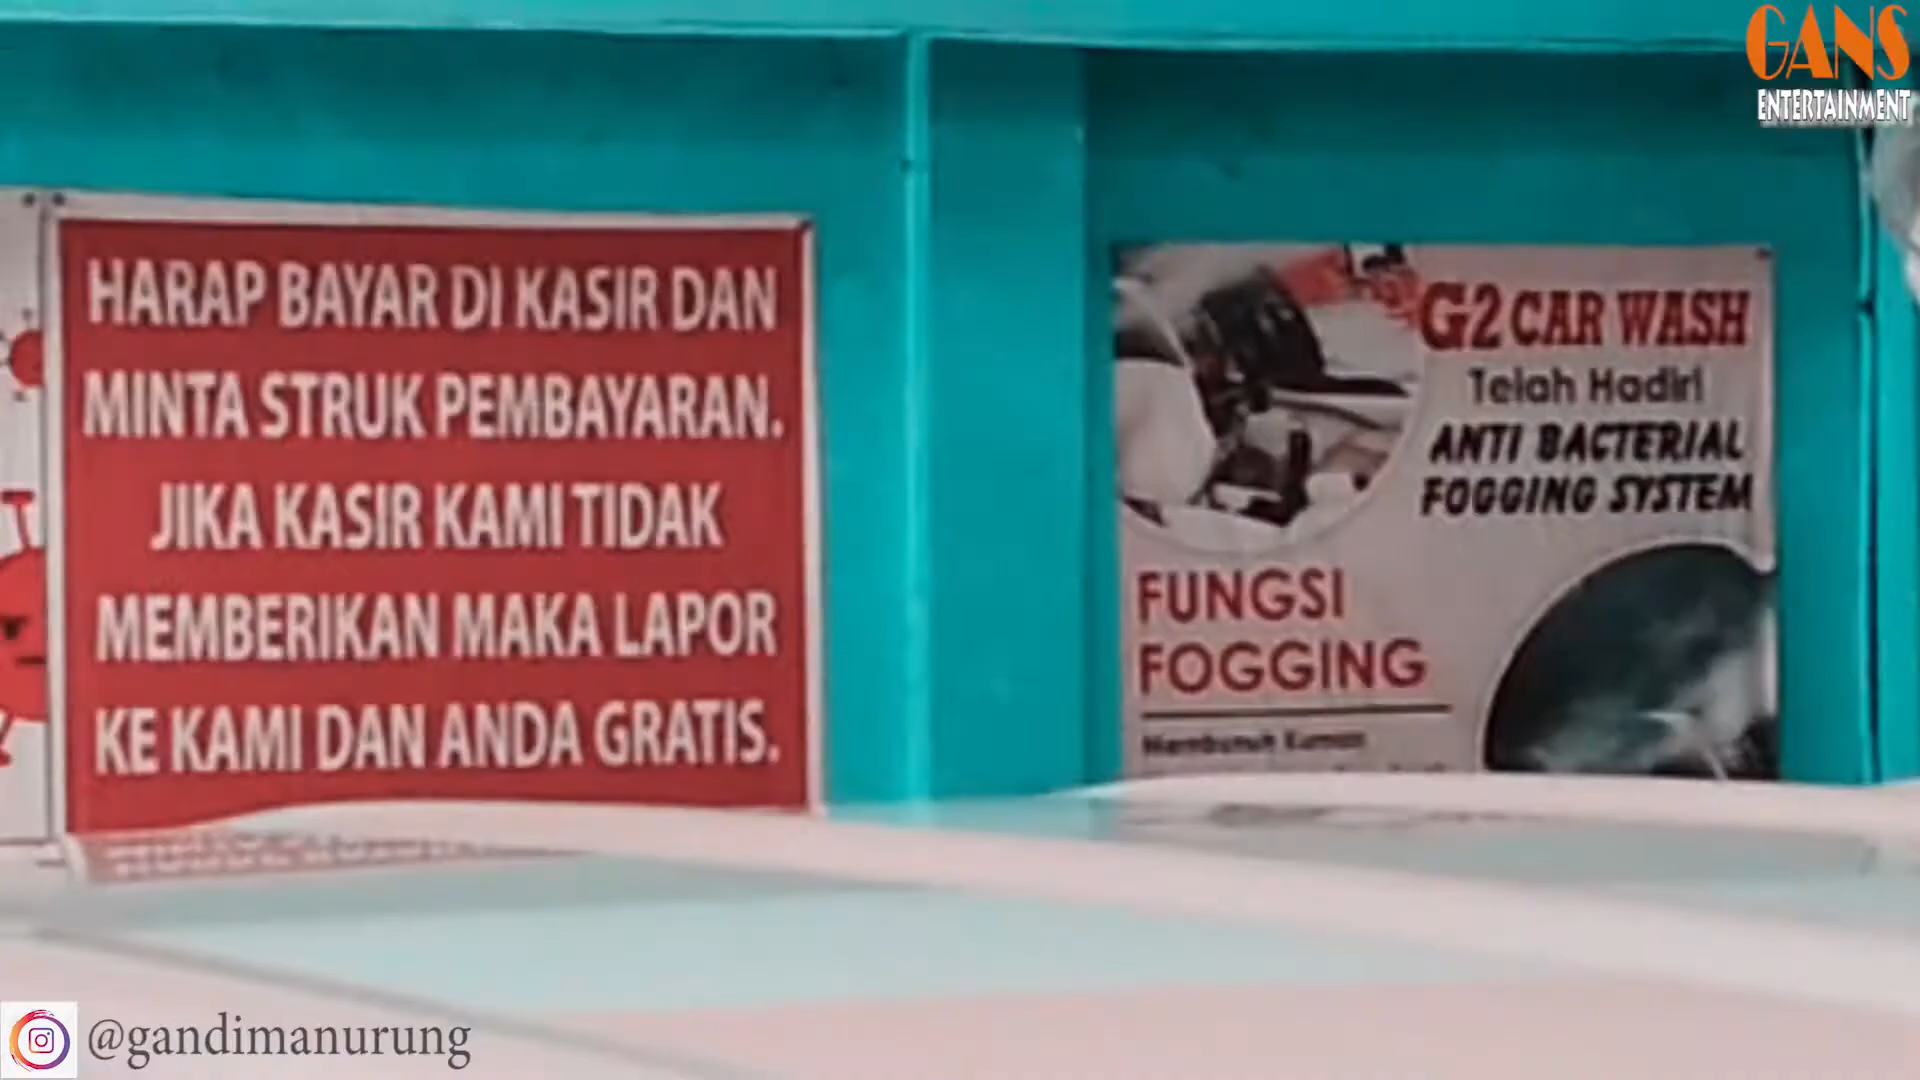 GANS
ENTERTAINMENT
HARAP BAYAR DI KASIR DAN
MINTA STRUK PEMBAYARAN.
JIKA KASIR KAMI TIDAK
MEMBERIKAN MAKA LAPOR
KE KAMI DAN ANDA GRATIS.
G2 CAR WASH
Telah Hadir
ANTI BACTERIAL
FOGGING SYSTEM
FUNGSI
FOGGING
Membunuh Kuman
@gandimanurung